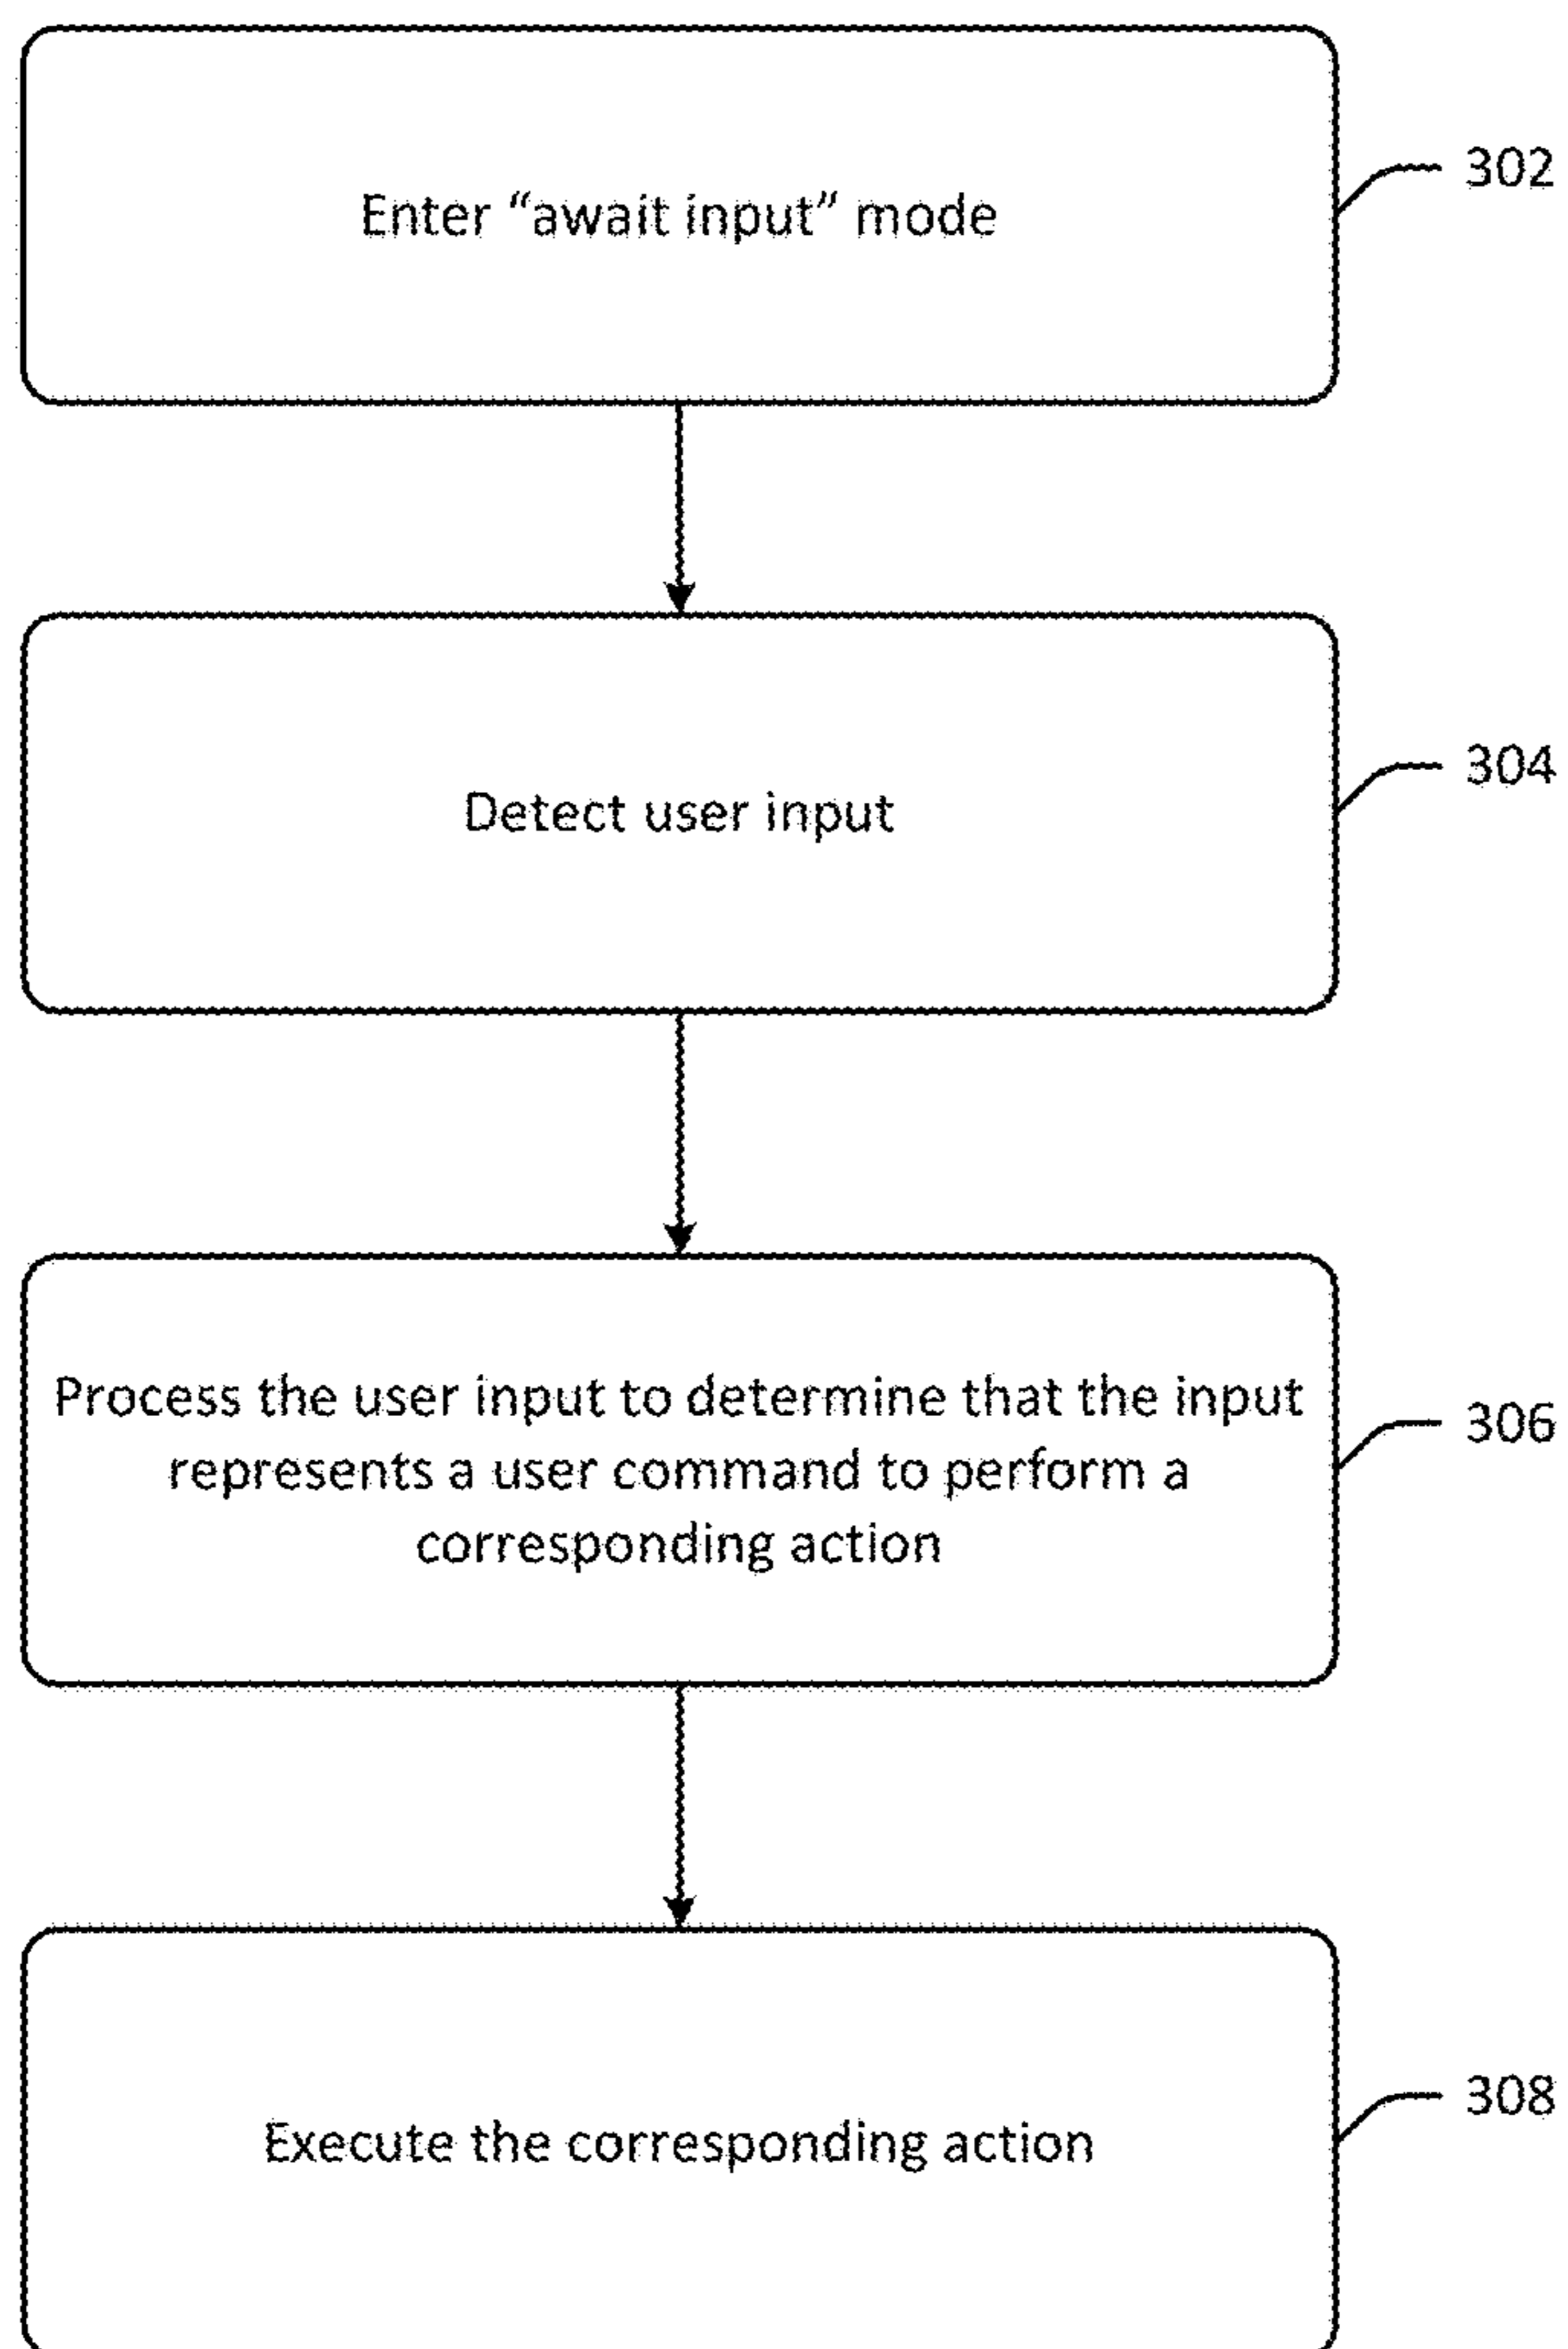 Enter “await input” mode
302
Detect user input
304
Process the user input to determine that the input
represents a user command to perform a
corresponding action
306
Execute the corresponding action
308